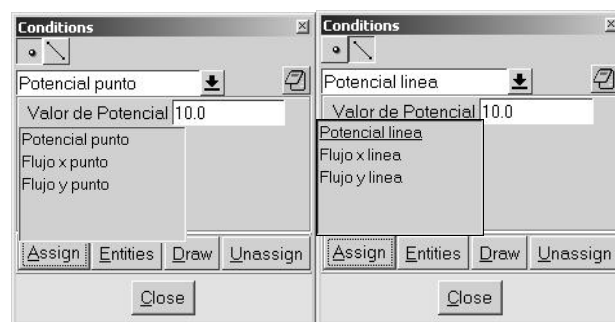 Conditions
Potencial punto
Valor de Potencial 10.0
Potencial punto
Flujo x punto
Flujo y punto
Assign Entities Draw Unassign
Close
Conditions
Potencial linea
Valor de Potencial 10.0
Potencial linea
Flujo x linea
Flujo y linea
Assign Entities Draw Unassign
Close